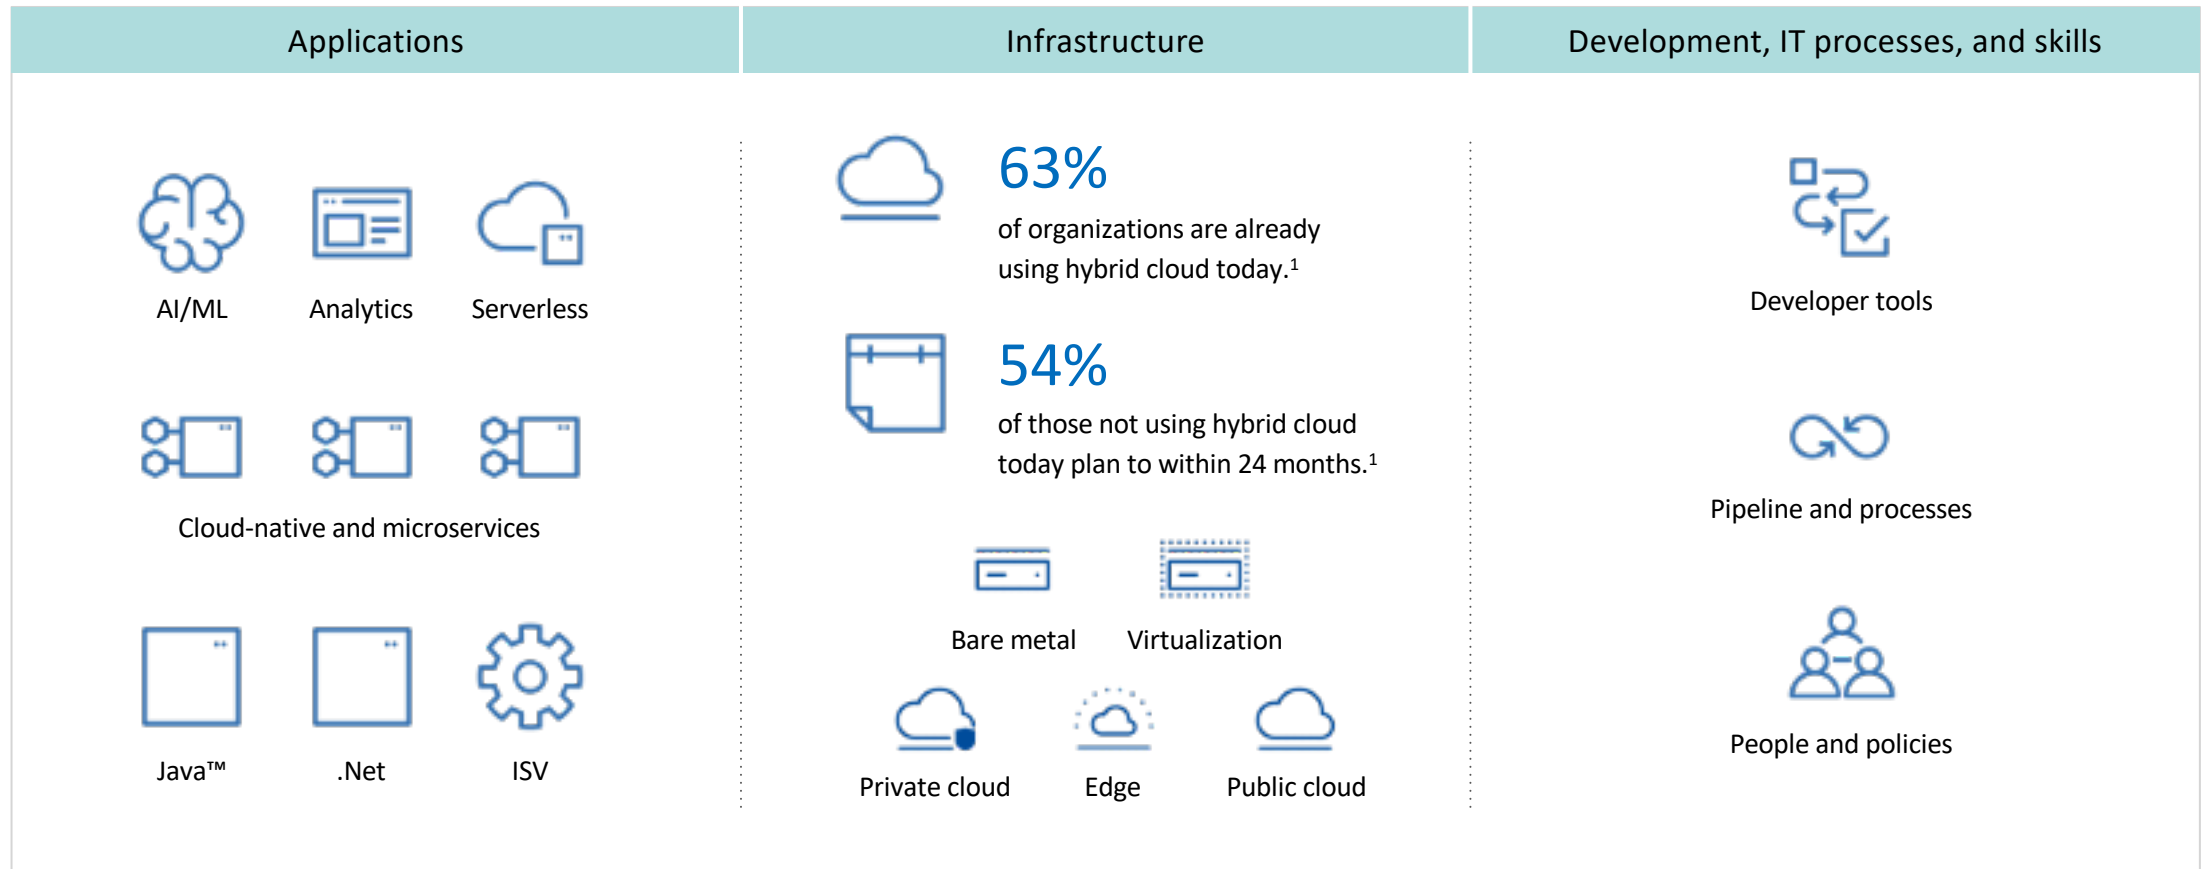 Applications
Infrastructure
Development, IT processes, and skills
AI/ML
Analytics
Serverless
Cloud-native and microservices
Java™
.Net
ISV
63%
of organizations are already
using hybrid cloud today.1
54%
of those not using hybrid cloud
today plan to within 24 months.1
Bare metal
Virtualization
Private cloud
Edge
Public cloud
Developer tools
Pipeline and processes
People and policies